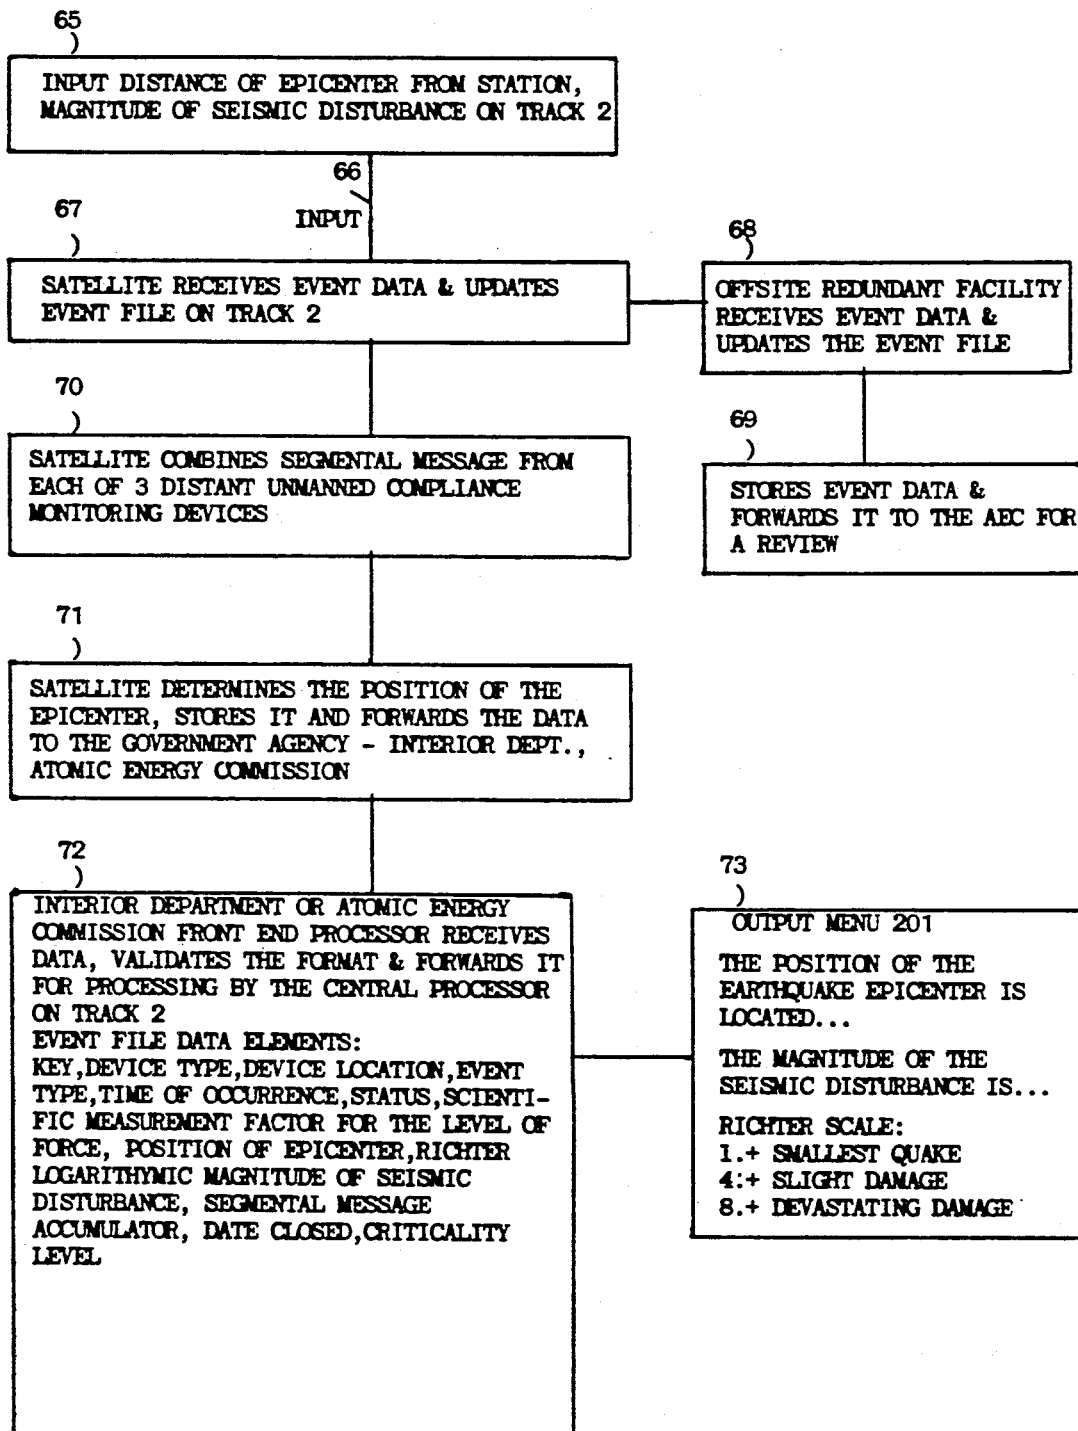 65
INPUT DISTANCE OF EPICENTER FROM STATION,
MAGNITUDE OF SEISMIC DISTURBANCE ON TRACK 2
66
INPUT
67
SATELLITE RECEIVES EVENT DATA & UPDATES
EVENT FILE ON TRACK 2
68
OFFSITE REDUNDANT FACILITY
RECEIVES EVENT DATA &
UPDATES THE EVENT FILE
69
STORES EVENT DATA &
FORWARDS IT TO THE AEC FOR
A REVIEW
70
SATELLITE COMBINES SEGMENTAL MESSAGE FROM
EACH OF 3 DISTANT UNMANNED COMPLIANCE
MONITORING DEVICES
71
SATELLITE DETERMINES THE POSITION OF THE
EPICENTER, STORES IT AND FORWARDS THE DATA
TO THE GOVERNMENT AGENCY - INTERIOR DEPT.,
ATOMIC ENERGY COMMISSION
72
INTERIOR DEPARTMENT OR ATOMIC ENERGY
COMMISSION FRONT END PROCESSOR RECEIVES
DATA, VALIDATES THE FORMAT & FORWARDS IT
FOR PROCESSING BY THE CENTRAL PROCESSOR
ON TRACK 2
EVENT FILE DATA ELEMENTS:
KEY,DEVICE TYPE,DEVICE LOCATION,EVENT
TYPE,TIME OF OCCURRENCE,STATUS,SCIENTI-
FIC MEASUREMENT FACTOR FOR THE LEVEL OF
FORCE, POSITION OF EPICENTER,RICHTER
LOGARITHYMIC MAGNITUDE OF SEISMIC
DISTURBANCE, SEGMENTAL MESSAGE
ACCUMULATOR, DATE CLOSED,CRITICALITY
LEVEL
73
OUTPUT MENU 201
THE POSITION OF THE
EARTHQUAKE EPICENTER IS
LOCATED...
THE MAGNITUDE OF THE
SEISMIC DISTURBANCE IS...
RICHTER SCALE:
1.+ SMALLEST QUAKE
4:+ SLIGHT DAMAGE
8.+ DEVASTATING DAMAGE